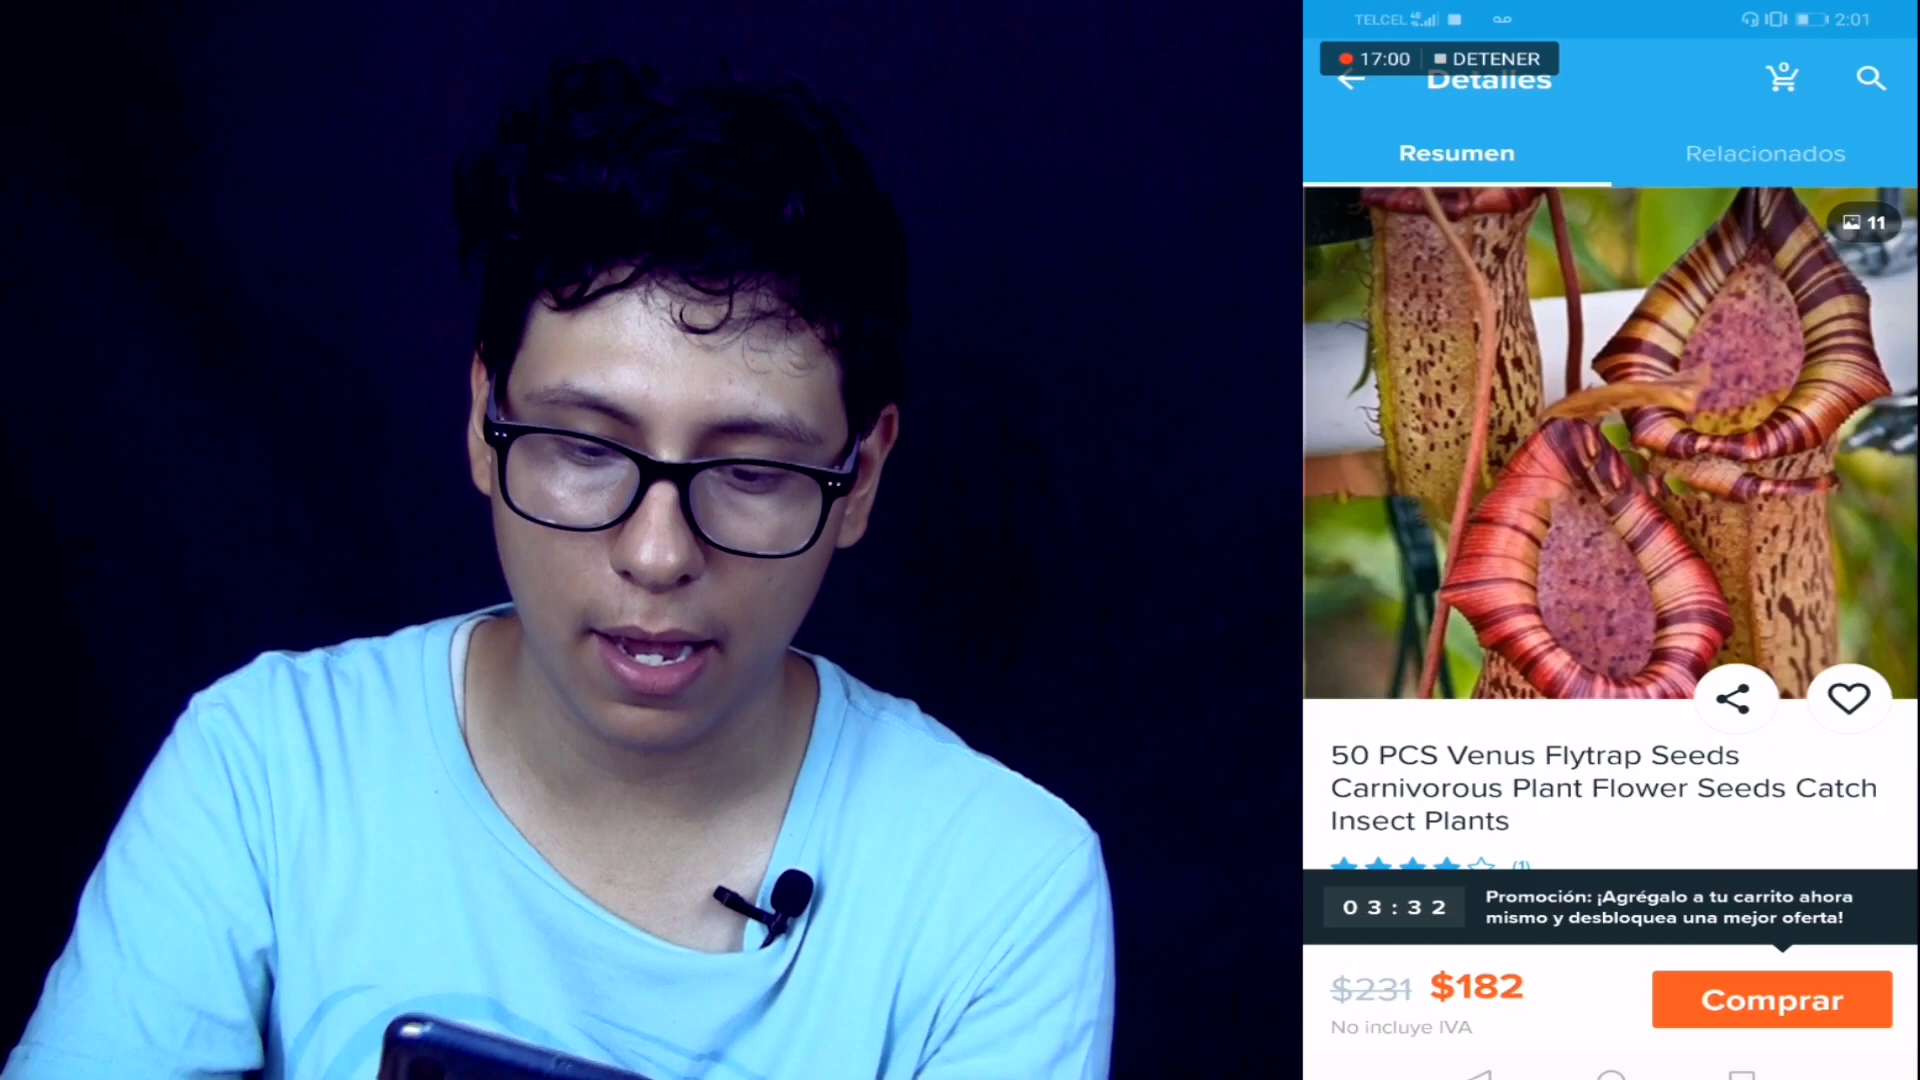 TELCEL
2:01
17:00 DETENER
Detalles
0
Resumen
Relacionados
11
50 PCS Venus Flytrap Seeds
Carnivorous Plant Flower Seeds Catch
Insect Plants
(1)
03:32
Promoción: ¡Agrégalo a tu carrito ahora
mismo y desbloquea una mejor oferta!
$231 $182
No incluye IVA
Comprar